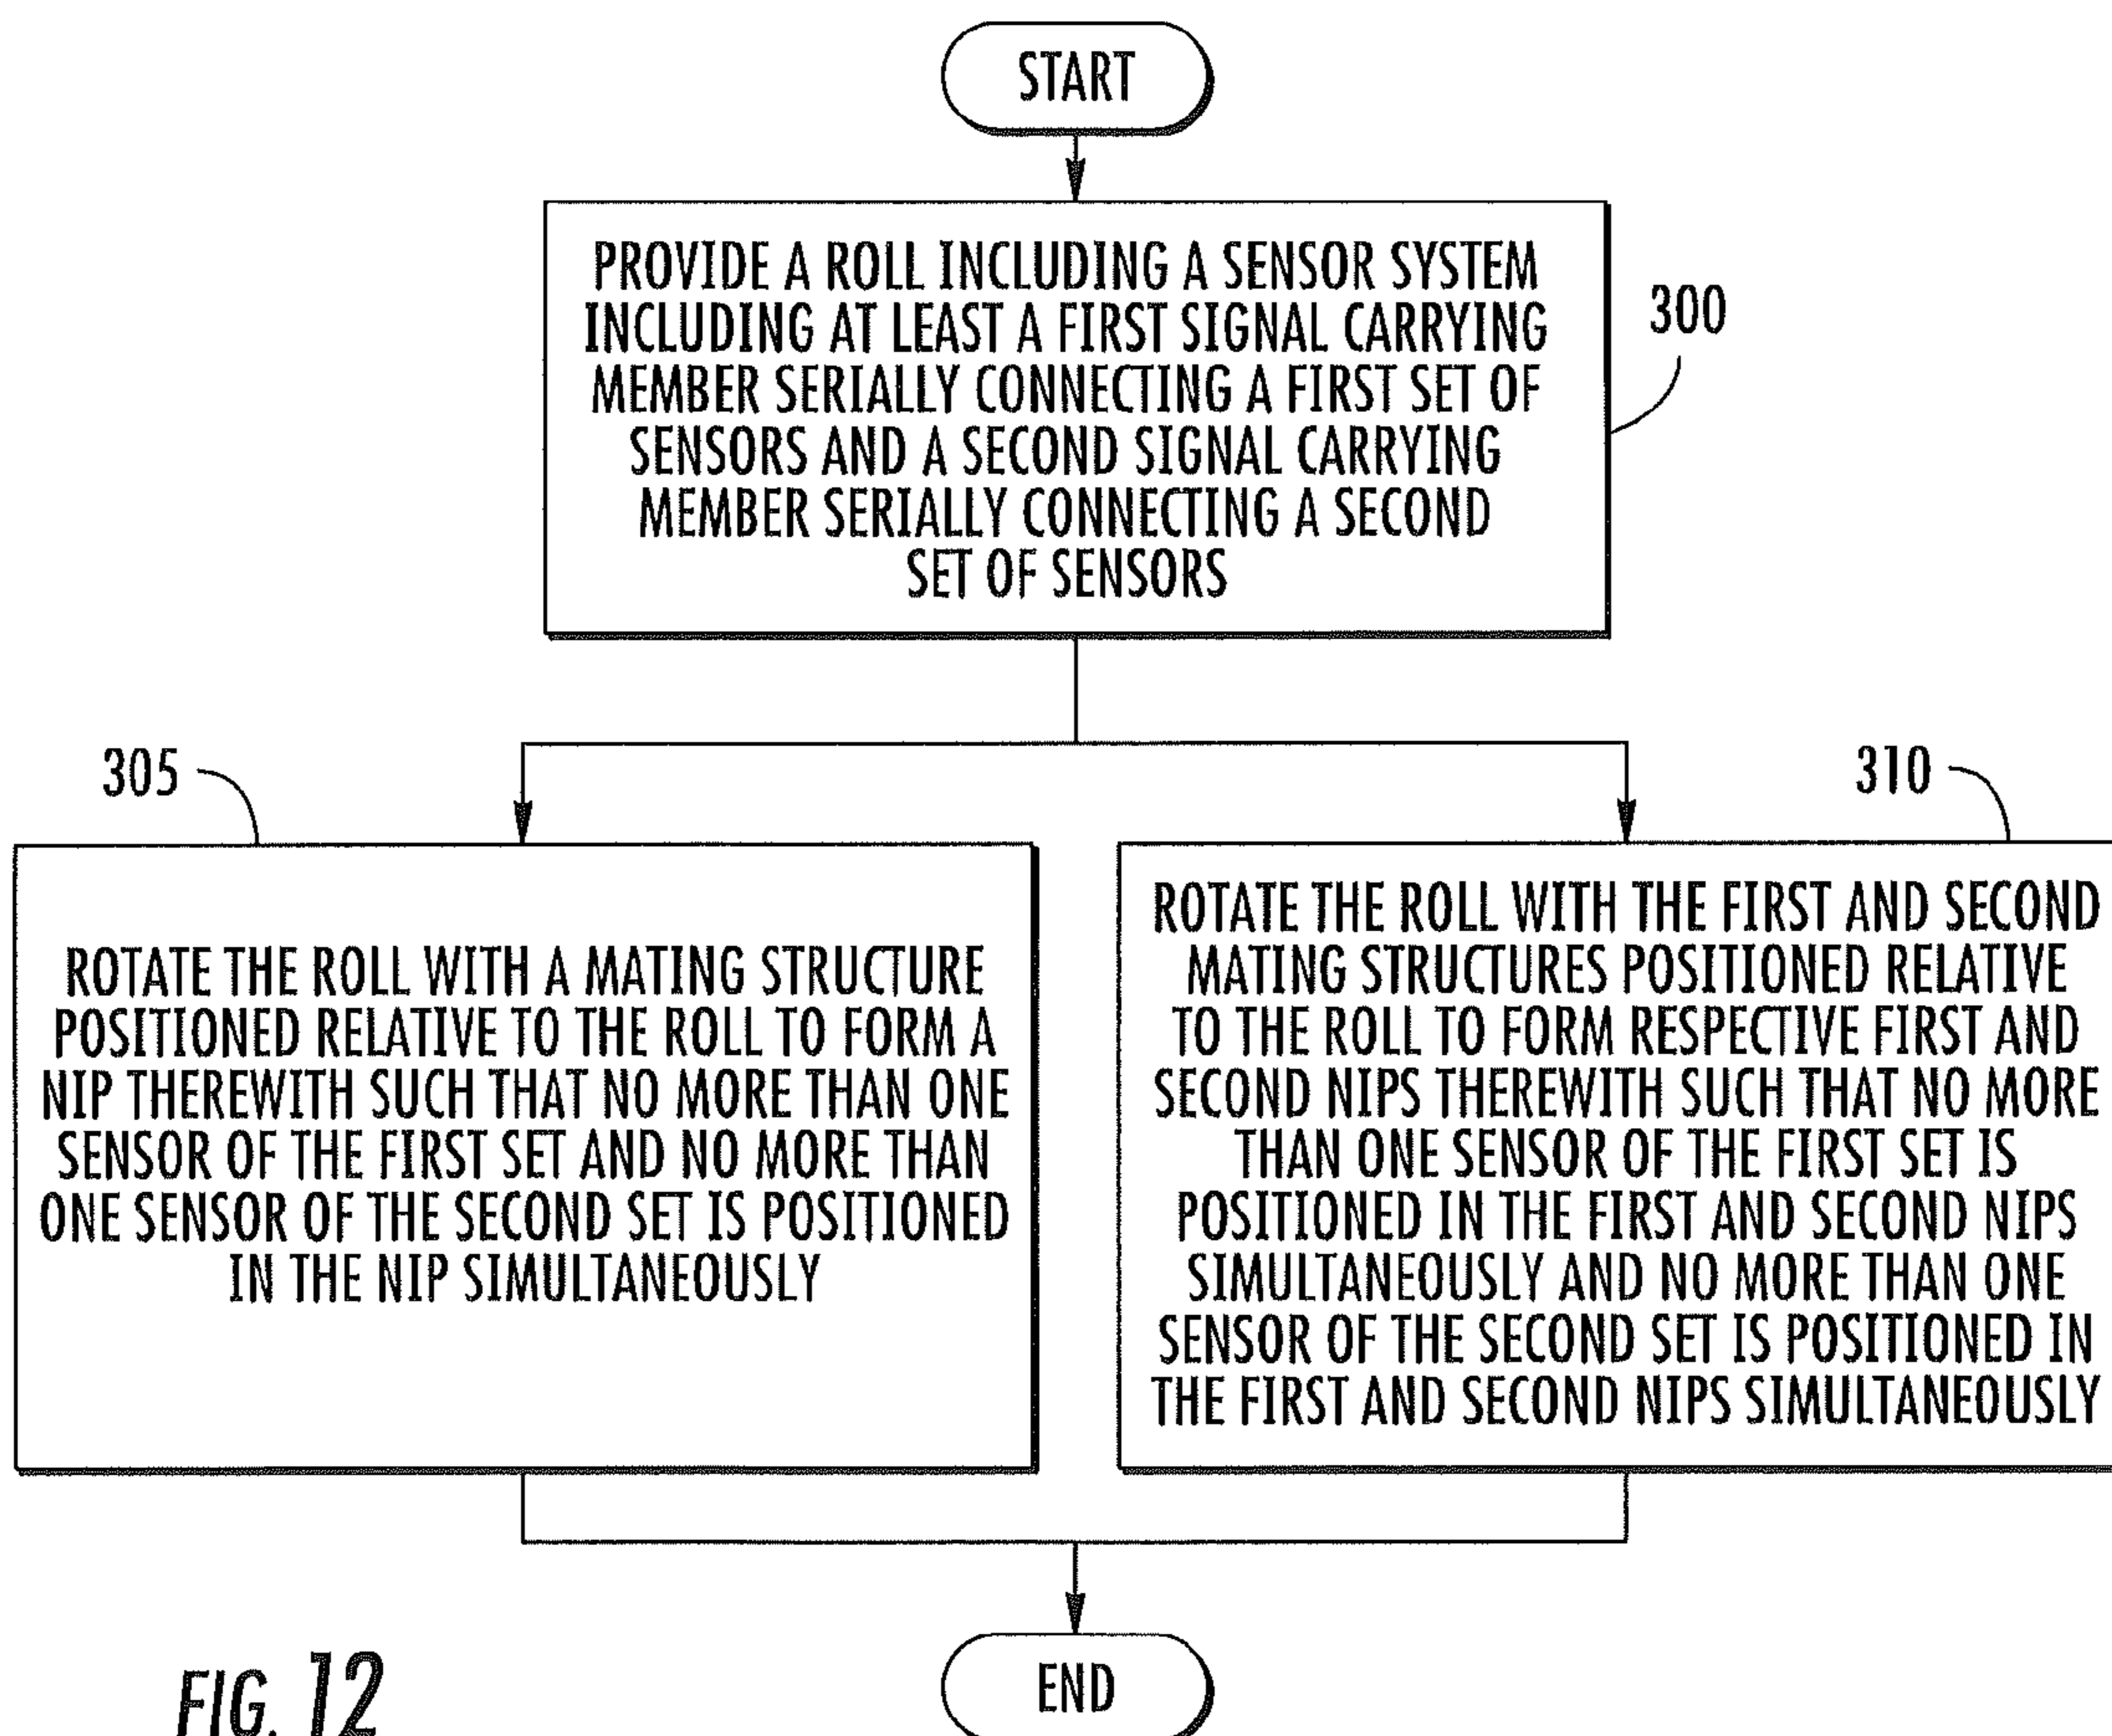 START
PROVIDE A ROLL INCLUDING A SENSOR SYSTEM
INCLUDING AT LEAST A FIRST SIGNAL CARRYING
MEMBER SERIALLY CONNECTING A FIRST SET OF
SENSORS AND A SECOND SIGNAL CARRYING
MEMBER SERIALLY CONNECTING A SECOND
SET OF SENSORS
300
305
ROTATE THE ROLL WITH A MATING STRUCTURE
POSITIONED RELATIVE TO THE ROLL TO FORM A
NIP THEREWITH SUCH THAT NO MORE THAN ONE
SENSOR OF THE FIRST SET AND NO MORE THAN
ONE SENSOR OF THE SECOND SET IS POSITIONED
IN THE NIP SIMULTANEOUSLY
310
ROTATE THE ROLL WITH THE FIRST AND SECOND
MATING STRUCTURES POSITIONED RELATIVE
TO THE ROLL TO FORM RESPECTIVE FIRST AND
SECOND NIPS THEREWITH SUCH THAT NO MORE
THAN ONE SENSOR OF THE FIRST SET IS
POSITIONED IN THE FIRST AND SECOND NIPS
SIMULTANEOUSLY AND NO MORE THAN ONE
SENSOR OF THE SECOND SET IS POSITIONED IN
THE FIRST AND SECOND NIPS SIMULTANEOUSLY
END
FIG. 12